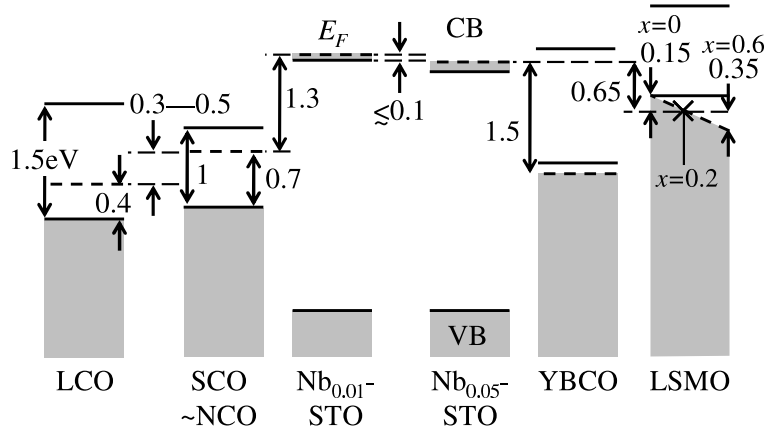 E_F
CB
x=0
0.15
x=0.6
0.35
0.3—0.5
1.3
≲0.1
0.65
1.5
1.5eV
1
0.7
0.4
x=0.2
VB
LCO
SCO
~NCO
Nb₀.₀₁-
STO
Nb₀.₀₅-
STO
YBCO
LSMO